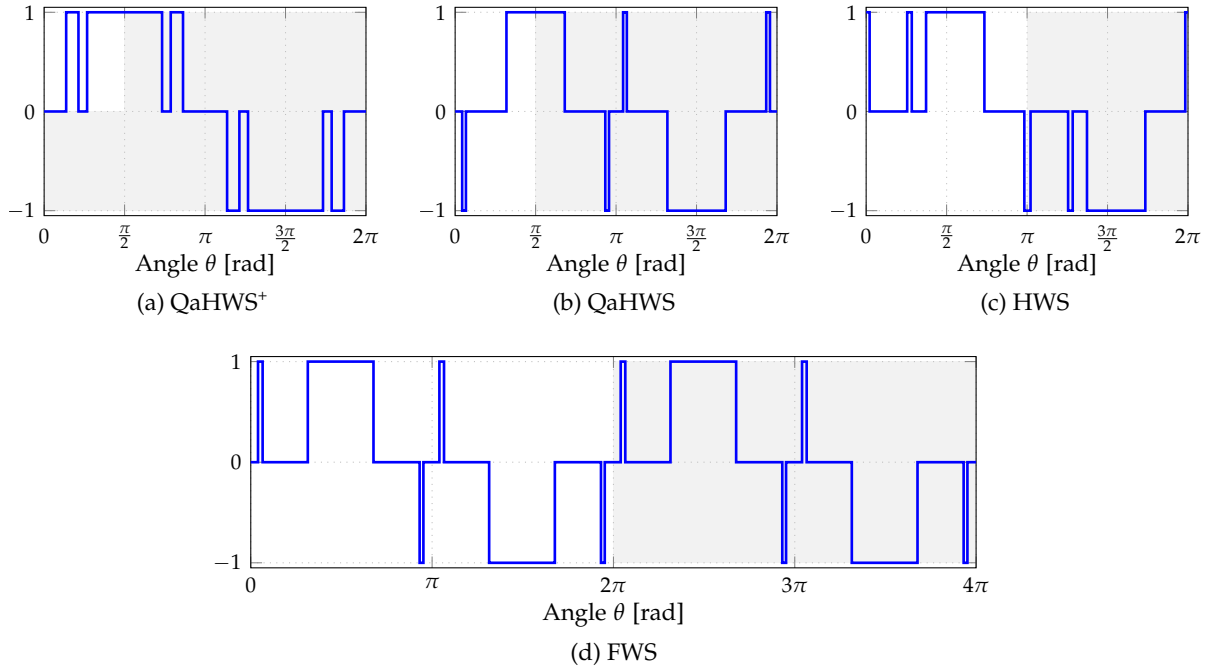 1
0
−1
0 π/2 π 3π/2 2π
Angle θ [rad]
(a) QaHWS⁺
1
0
−1
0 π/2 π 3π/2 2π
Angle θ [rad]
(b) QaHWS
1
0
−1
0 π/2 π 3π/2 2π
Angle θ [rad]
(c) HWS
1
0
−1
0 π 2π 3π 4π
Angle θ [rad]
(d) FWS